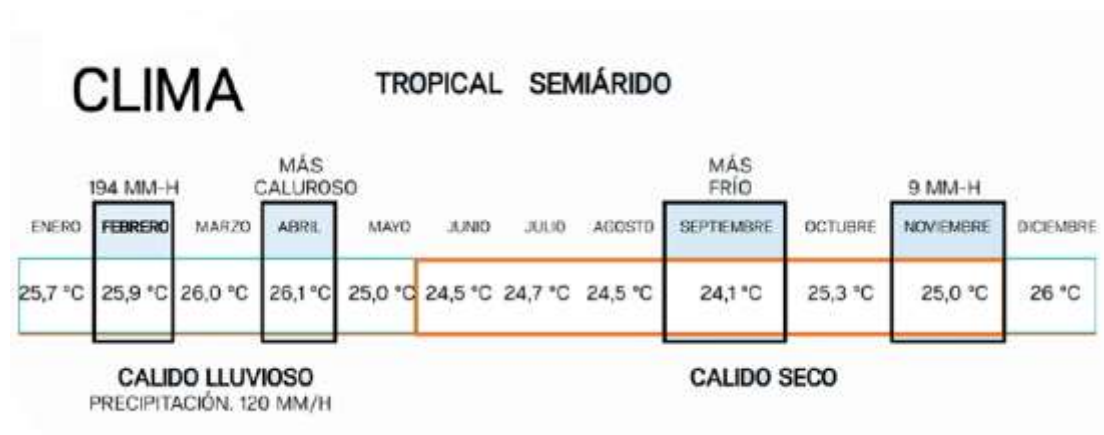 CLIMA
TROPICAL SEMIÁRIDO
194 MM-H
MÁS
CALUROSO
MÁS
FRÍO
9 MM-H
ENERO FEBRERO MARZO ABRIL MAYO JUNIO JULIO AGOSTO SEPTIEMBRE OCTUBRE NOVIEMBRE DICIEMBRE
25,7 °C 25,9 °C 26,0 °C 26,1 °C 25,0 °C 24,5 °C 24,7 °C 24,5 °C 24,1 °C 25,3 °C 25,0 °C 26 °C
CALIDO LLUVIOSO
PRECIPITACIÓN. 120 MM/H
CALIDO SECO